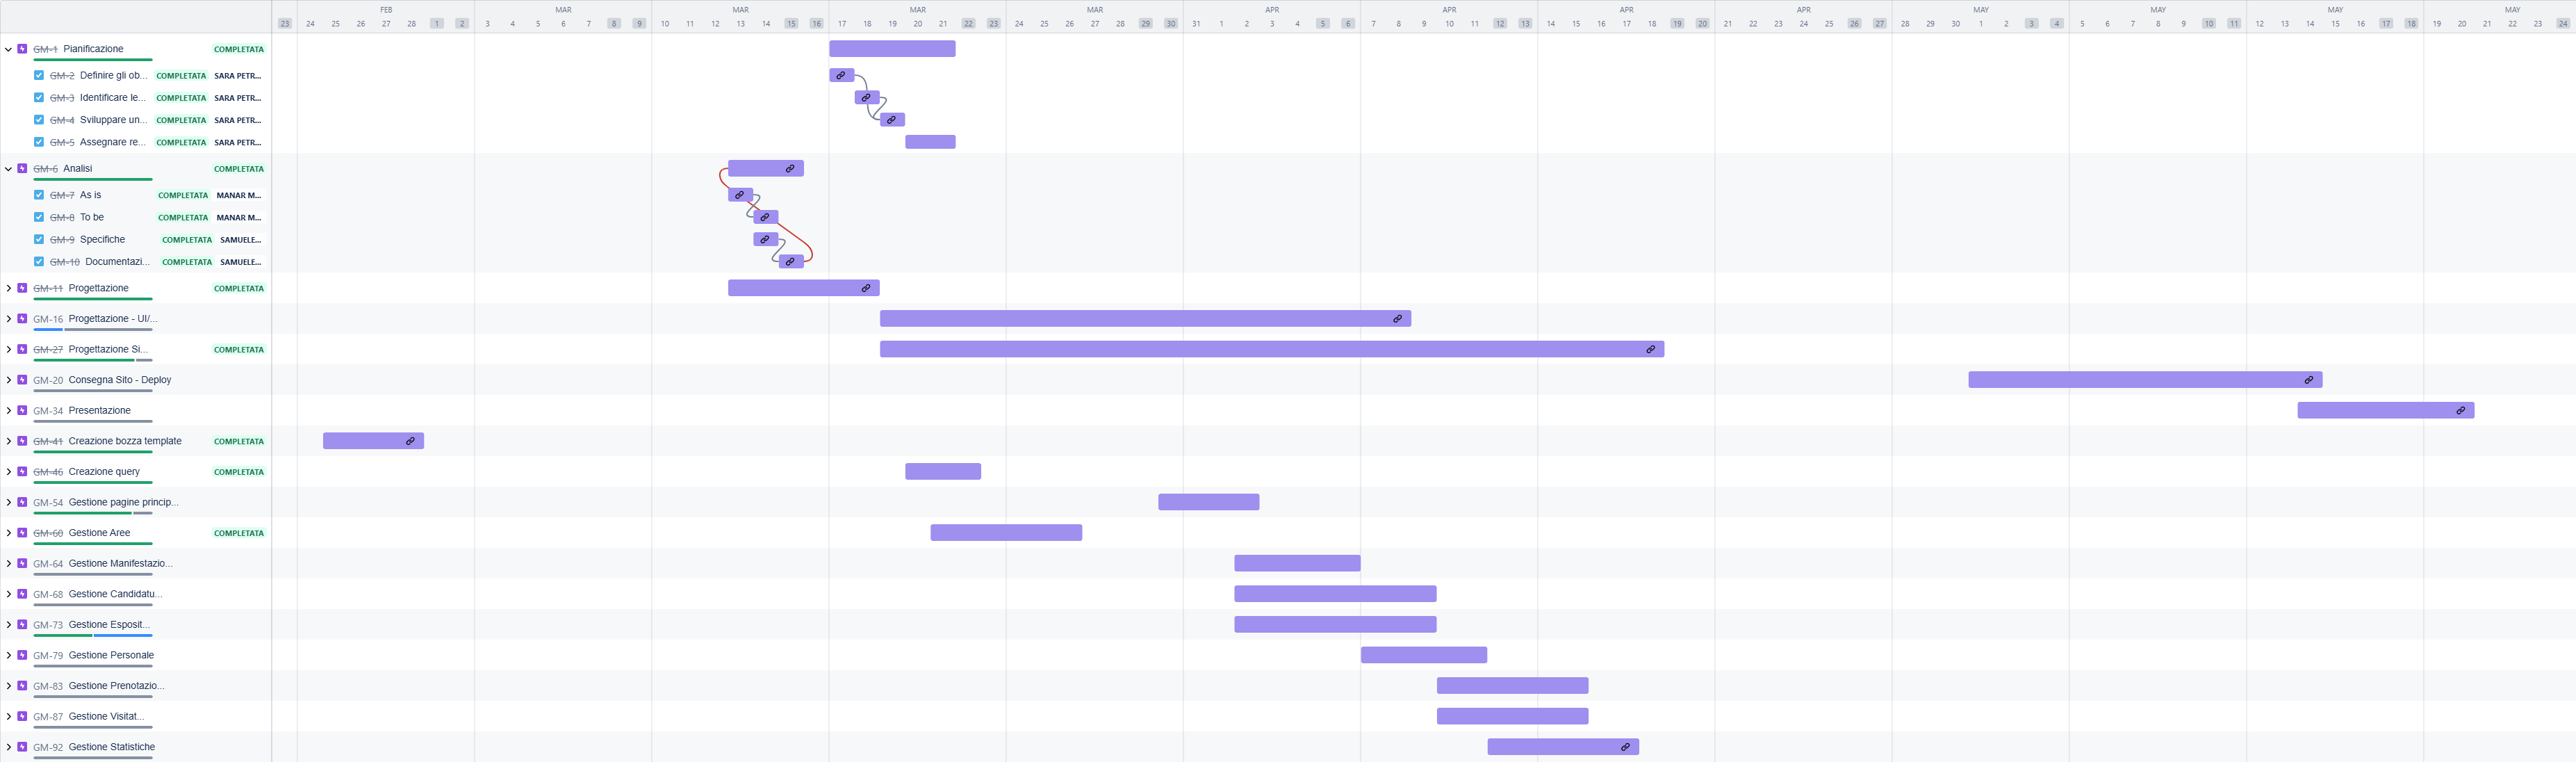 FEB MAR MAR MAR MAR APR APR APR APR MAY MAY MAY MAY
23 24 25 26 27 28 1 2 3 4 5 6 7 8 9 10 11 12 13 14 15 16 17 18 19 20 21 22 23 24 25 26 27 28 29 30 31 1 2 3 4 5 6 7 8 9 10 11 12 13 14 15 16 17 18 19 20 21 22 23 24 25 26 27 28 29 30 1 2 3 4 5 6 7 8 9 10 11 12 13 14 15 16 17 18 19 20 21 22 23 24
GM-1 Pianificazione COMPLETATA
GM-2 Definire gli ob... COMPLETATA SARA PETR...
GM-3 Identificare le... COMPLETATA SARA PETR...
GM-4 Sviluppare un... COMPLETATA SARA PETR...
GM-5 Assegnare re... COMPLETATA SARA PETR...
GM-6 Analisi COMPLETATA
GM-7 As is COMPLETATA MANAR M...
GM-8 To be COMPLETATA MANAR M...
GM-9 Specifiche COMPLETATA SAMUELE...
GM-10 Documentazi... COMPLETATA SAMUELE...
GM-11 Progettazione COMPLETATA
GM-16 Progettazione - UI/...
GM-27 Progettazione Si... COMPLETATA
GM-20 Consegna Sito - Deploy
GM-34 Presentazione
GM-41 Creazione bozza template COMPLETATA
GM-46 Creazione query COMPLETATA
GM-54 Gestione pagine princip...
GM-60 Gestione Aree COMPLETATA
GM-64 Gestione Manifestazio...
GM-68 Gestione Candidatu...
GM-73 Gestione Esposit...
GM-79 Gestione Personale
GM-83 Gestione Prenotazio...
GM-87 Gestione Visitat...
GM-92 Gestione Statistiche